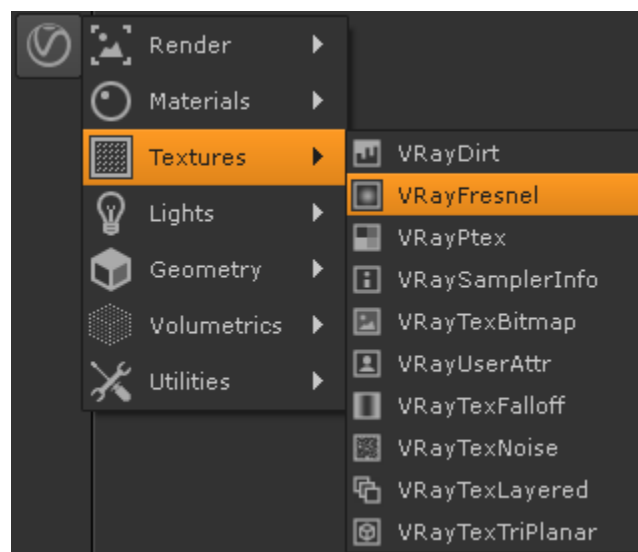 Render
Materials
Textures
Lights
Geometry
Volumetrics
Utilities
VRayDirt
VRayFresnel
VRayPtex
VRaySamplerInfo
VRayTexBitmap
VRayUserAttr
VRayTexFalloff
VRayTexNoise
VRayTexLayered
VRayTexTriPlanar